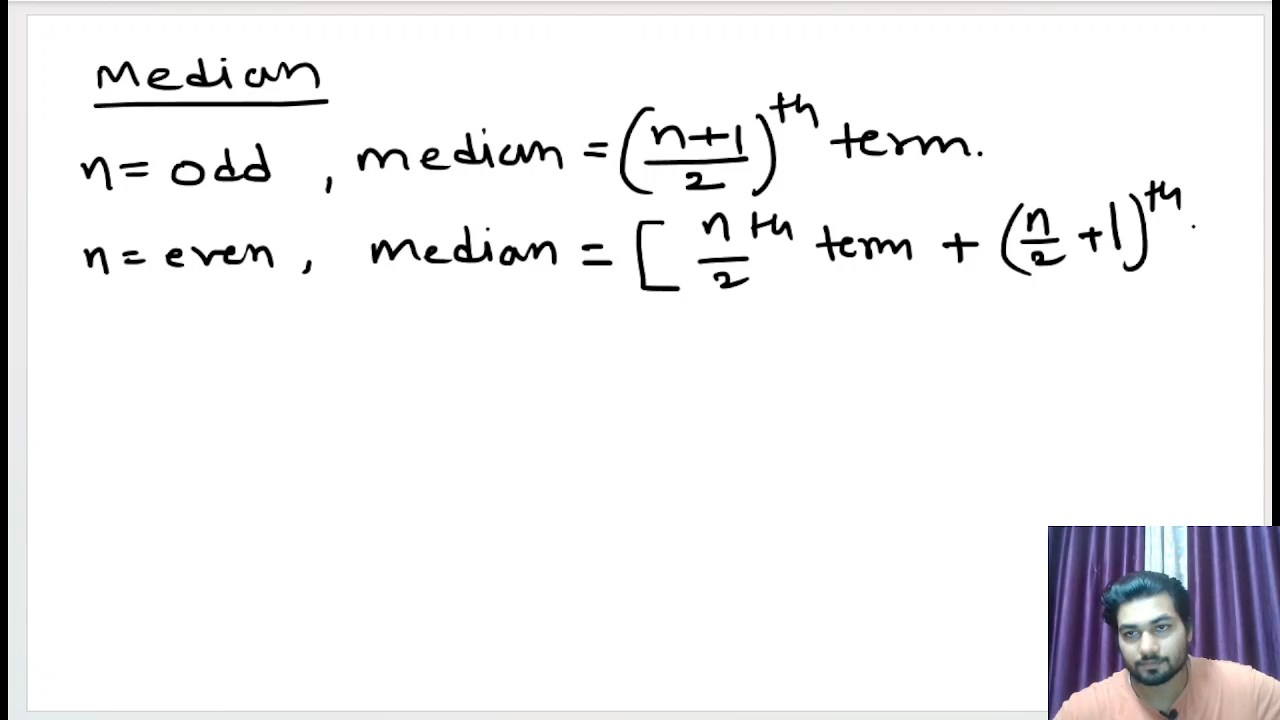 Median
n = odd , median = (n+1/2)th term.
n = even , median = [ n/2 th term + (n/2 + 1)th